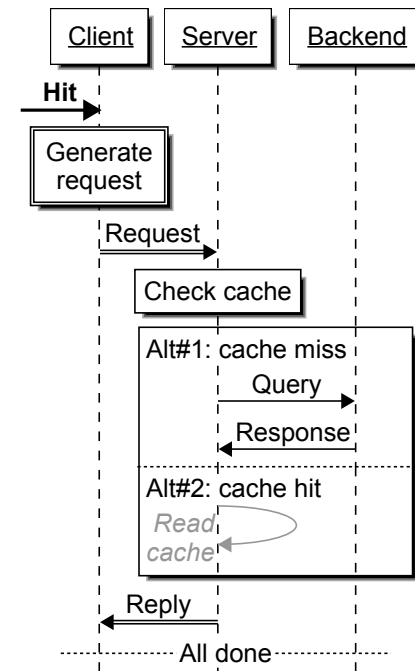 Client Server Backend
Hit
Generate
request
Request
Check cache
Alt#1: cache miss
Query
Response
Alt#2: cache hit
Read
cache
Reply
All done